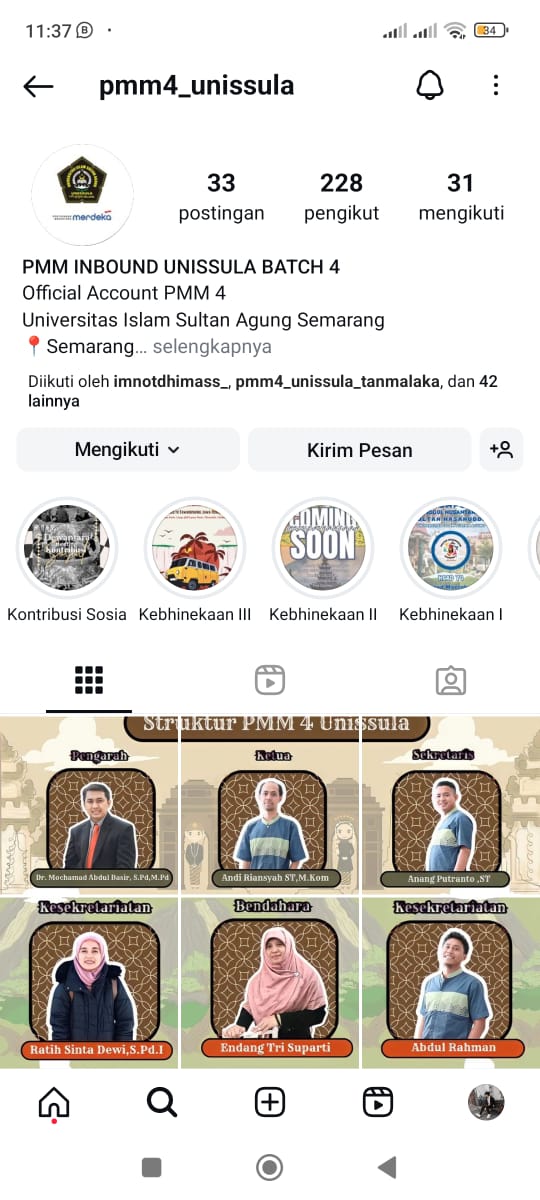 11:37
34
pmm4_unissula
33
228
31
postingan
pengikut
mengikuti
merdeka
PMM INBOUND UNISSULA BATCH 4
Official Account PMM 4
Universitas Islam Sultan Agung Semarang
📍Semarang... selengkapnya
Diikuti oleh imnotdhimass_, pmm4_unissula_tanmalaka, dan 42
lainnya
Mengikuti
Kirim Pesan
COMING
SOON
HEAD TO
Kontribusi Sosia
Kebhinekaan III
Kebhinekaan II
Kebhinekaan I
Struktur PMM 4 Unissula
Pengarah
Ketua
Sekretaris
Dr. Mochamad Abdul Basir, S.Pd,M.Pd
Andi Riansyah ST,M.Kom
Anang Putranto ,ST
Kesekretariatan
Bendahara
Kesekretariatan
Ratih Sinta Dewi,S.Pd.I
Endang Tri Suparti
Abdul Rahman